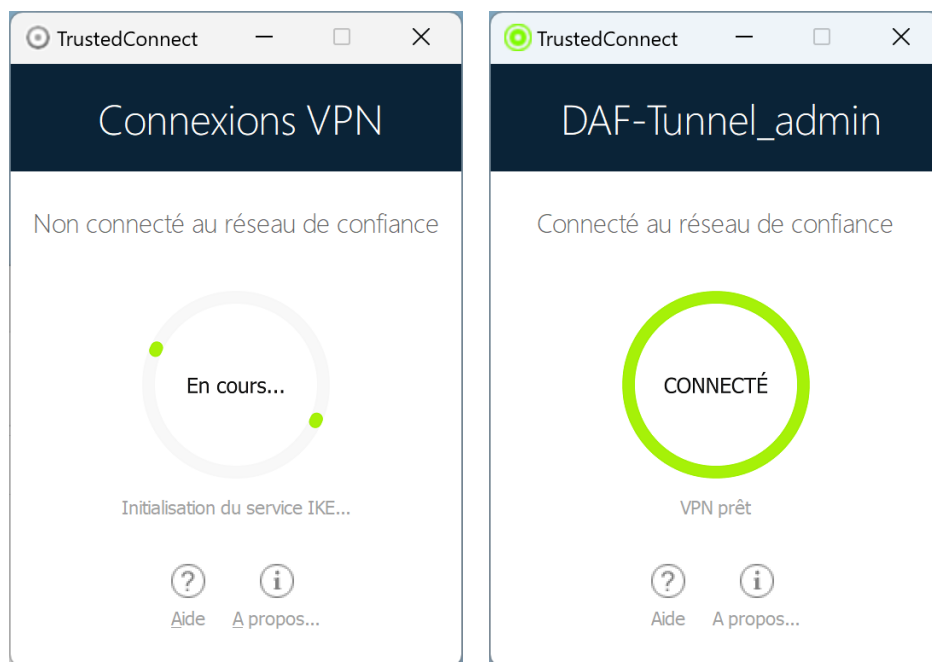 TrustedConnect
Connexions VPN
Non connecté au réseau de confiance
En cours...
Initialisation du service IKE...
Aide
A propos...
TrustedConnect
DAF-Tunnel_admin
Connecté au réseau de confiance
CONNECTÉ
VPN prêt
Aide
A propos...